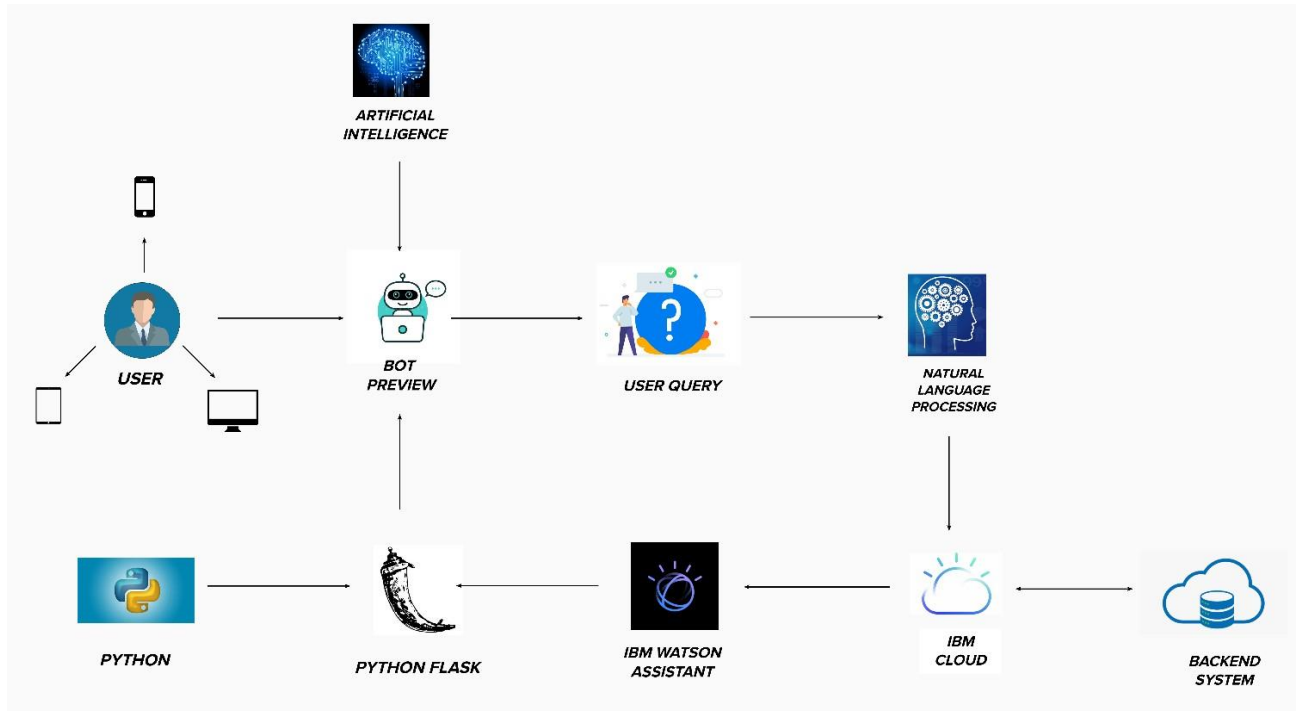 ARTIFICIAL
INTELLIGENCE
USER
BOT
PREVIEW
USER QUERY
NATURAL
LANGUAGE
PROCESSING
PYTHON
PYTHON FLASK
IBM WATSON
ASSISTANT
IBM
CLOUD
BACKEND
SYSTEM